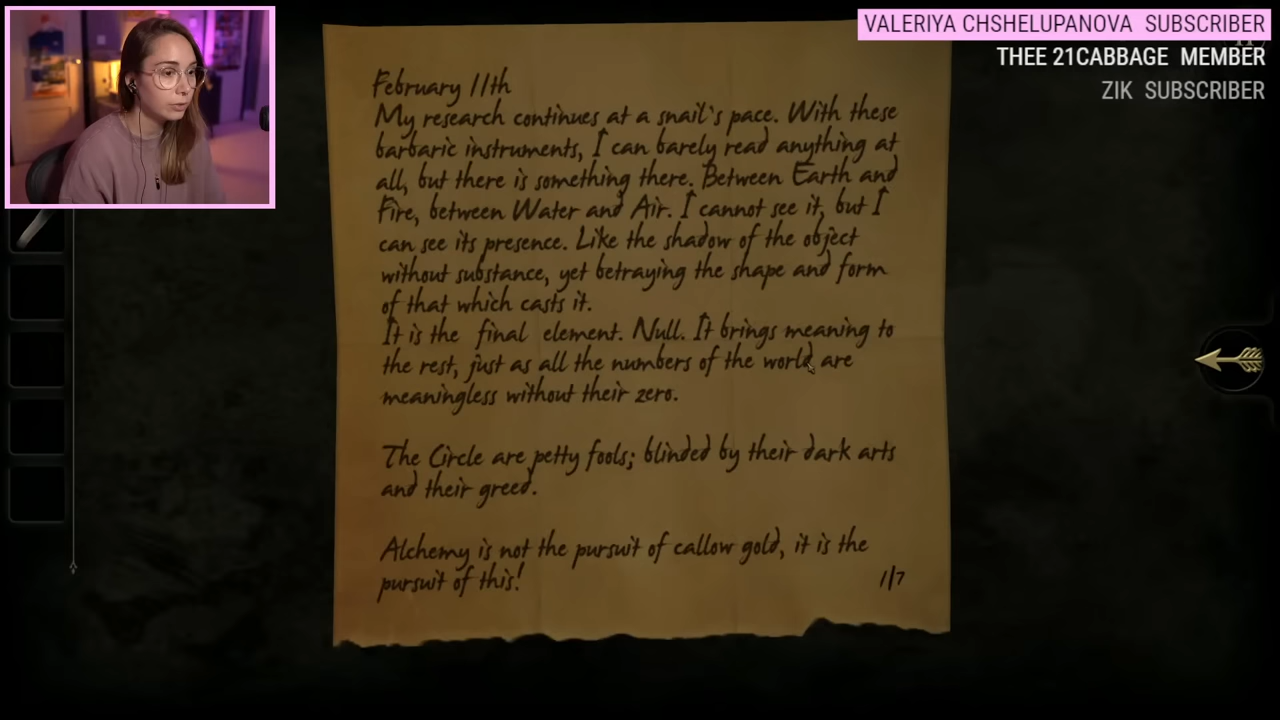 VALERIYA CHSHELUPANOVA SUBSCRIBER
THEE 21CABBAGE MEMBER
ZIK SUBSCRIBER
February 11th
My research continues at a snail's pace. With these
barbaric instruments, I can barely read anything at
all, but there is something there. Between Earth and
Fire, between Water and Air. I cannot see it, but I
can see its presence. Like the shadow of the object
without substance, yet betraying the shape and form
of that which casts it.
It is the final element. Null. It brings meaning to
the rest, just as all the numbers of the world are
meaningless without their zero.
The Circle are petty fools; blinded by their dark arts
and their greed.
Alchemy is not the pursuit of callow gold, it is the
pursuit of this!
1/7